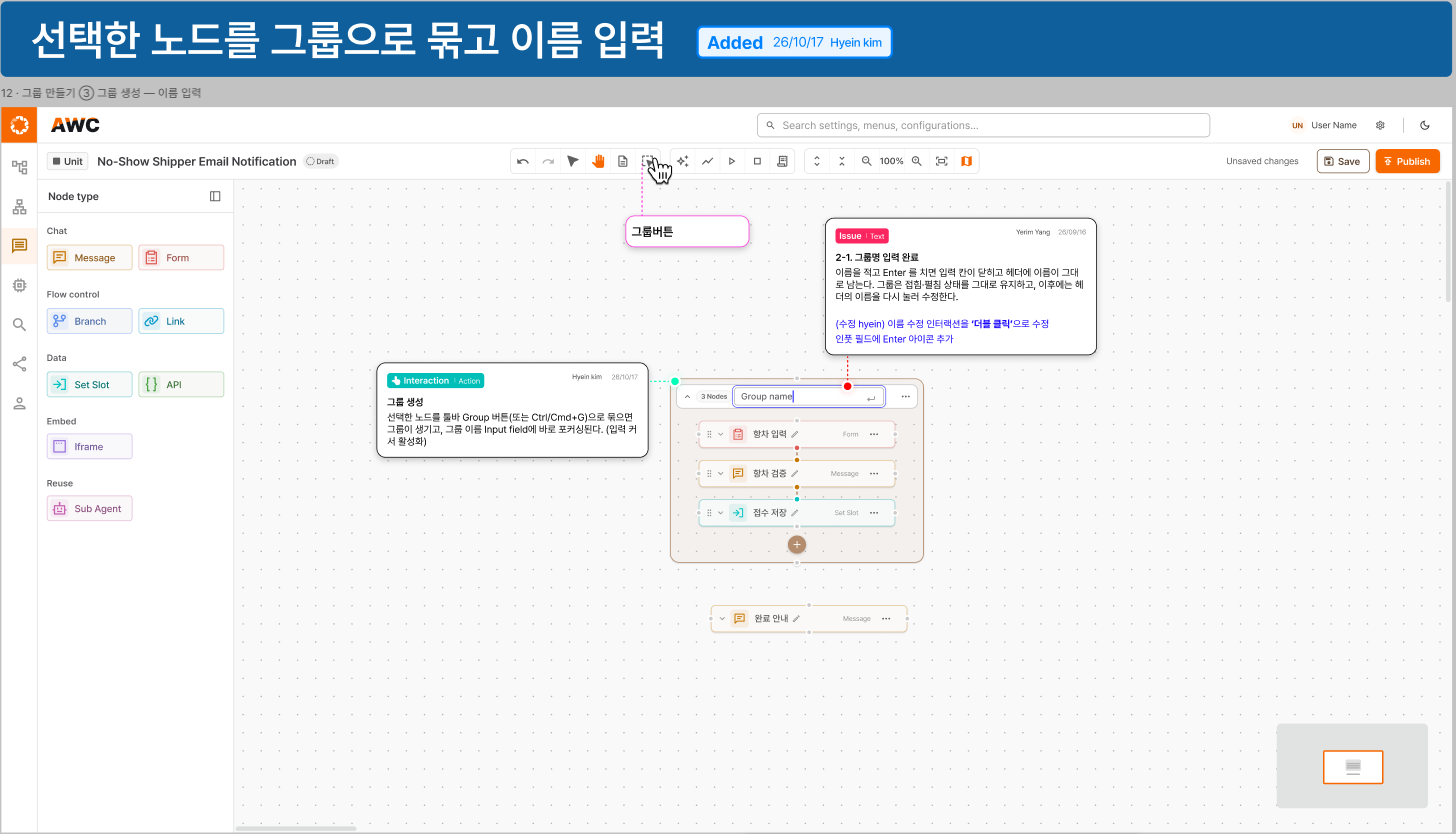 선택한 노드를 그룹으로 묶고 이름 입력
Added 26/10/17 Hyein kim
12 · 그룹 만들기 ③ 그룹 생성 — 이름 입력
AWC
Search settings, menus, configurations...
UN User Name
Unit No-Show Shipper Email Notification Draft
100%
Unsaved changes Save Publish
Node type
Chat
Message Form
Flow control
Branch Link
Data
Set Slot API
Embed
Iframe
Reuse
Sub Agent
그룹버튼
Issue Text Yerim Yang 26/09/16
2-1. 그룹명 입력 완료
이름을 적고 Enter 를 치면 입력 칸이 닫히고 헤더에 이름이 그대
로 남는다. 그룹은 접힘·펼침 상태를 그대로 유지하고, 이후에는 헤
더의 이름을 다시 눌러 수정한다.
(수정 hyein) 이름 수정 인터랙션을 ‘더블 클릭’으로 수정
인풋 필드에 Enter 아이콘 추가
Interaction Action Hyein kim 26/10/17
그룹 생성
선택한 노드를 툴바 Group 버튼(또는 Ctrl/Cmd+G)으로 묶으면
그룹이 생기고, 그룹 이름 Input field에 바로 포커싱된다. (입력 커
서 활성화)
3 Nodes Group name
항차 입력 Form
항차 검증 Message
접수 저장 Set Slot
완료 안내 Message